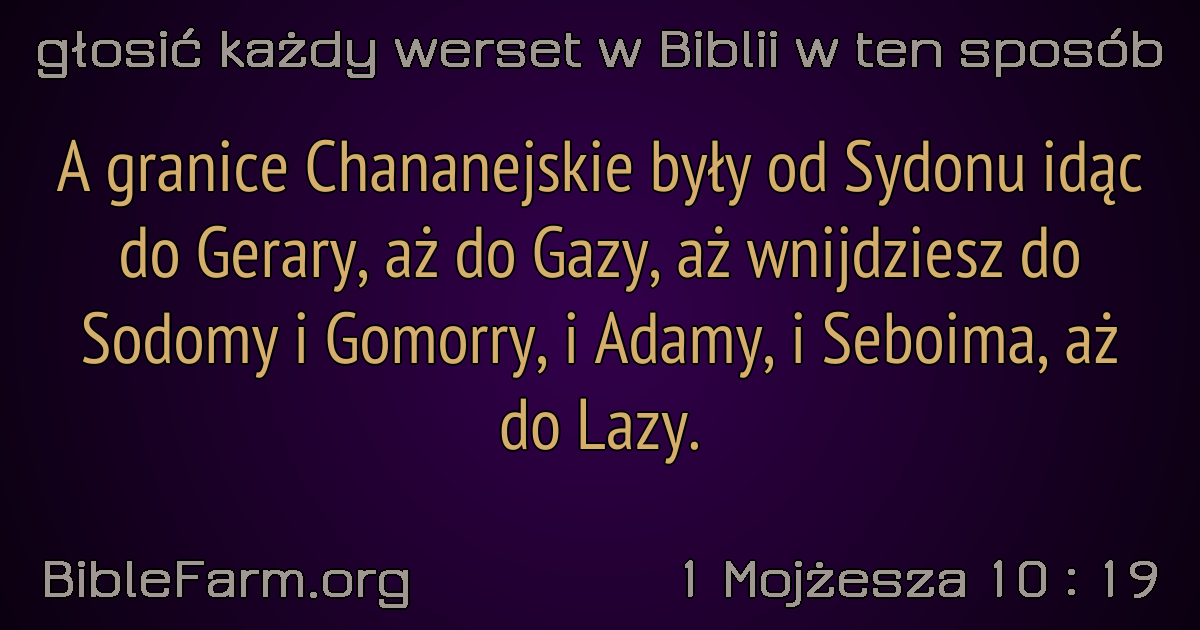 głosić każdy werset w Biblii w ten sposób
A granice Chananejskie były od Sydonu idąc
do Gerary, aż do Gazy, aż wnijdziesz do
Sodomy i Gomorry, i Adamy, i Seboima, aż
do Lazy.
BibleFarm.org
1 Mojżesza 10 : 19